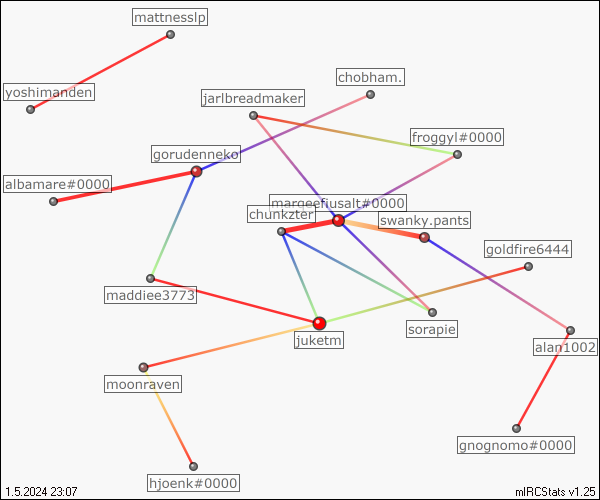 mattnesslp
chobham.
yoshimanden
jarlbreadmaker
froggyl#0000
gorudenneko
albamare#0000
margeefiusalt#0000
chunkzter
swanky.pants
goldfire6444
maddiee3773
sorapie
juketm
alan1002
moonraven
gnognomo#0000
hjoenk#0000
1.5.2024 23:07
mIRCStats v1.25